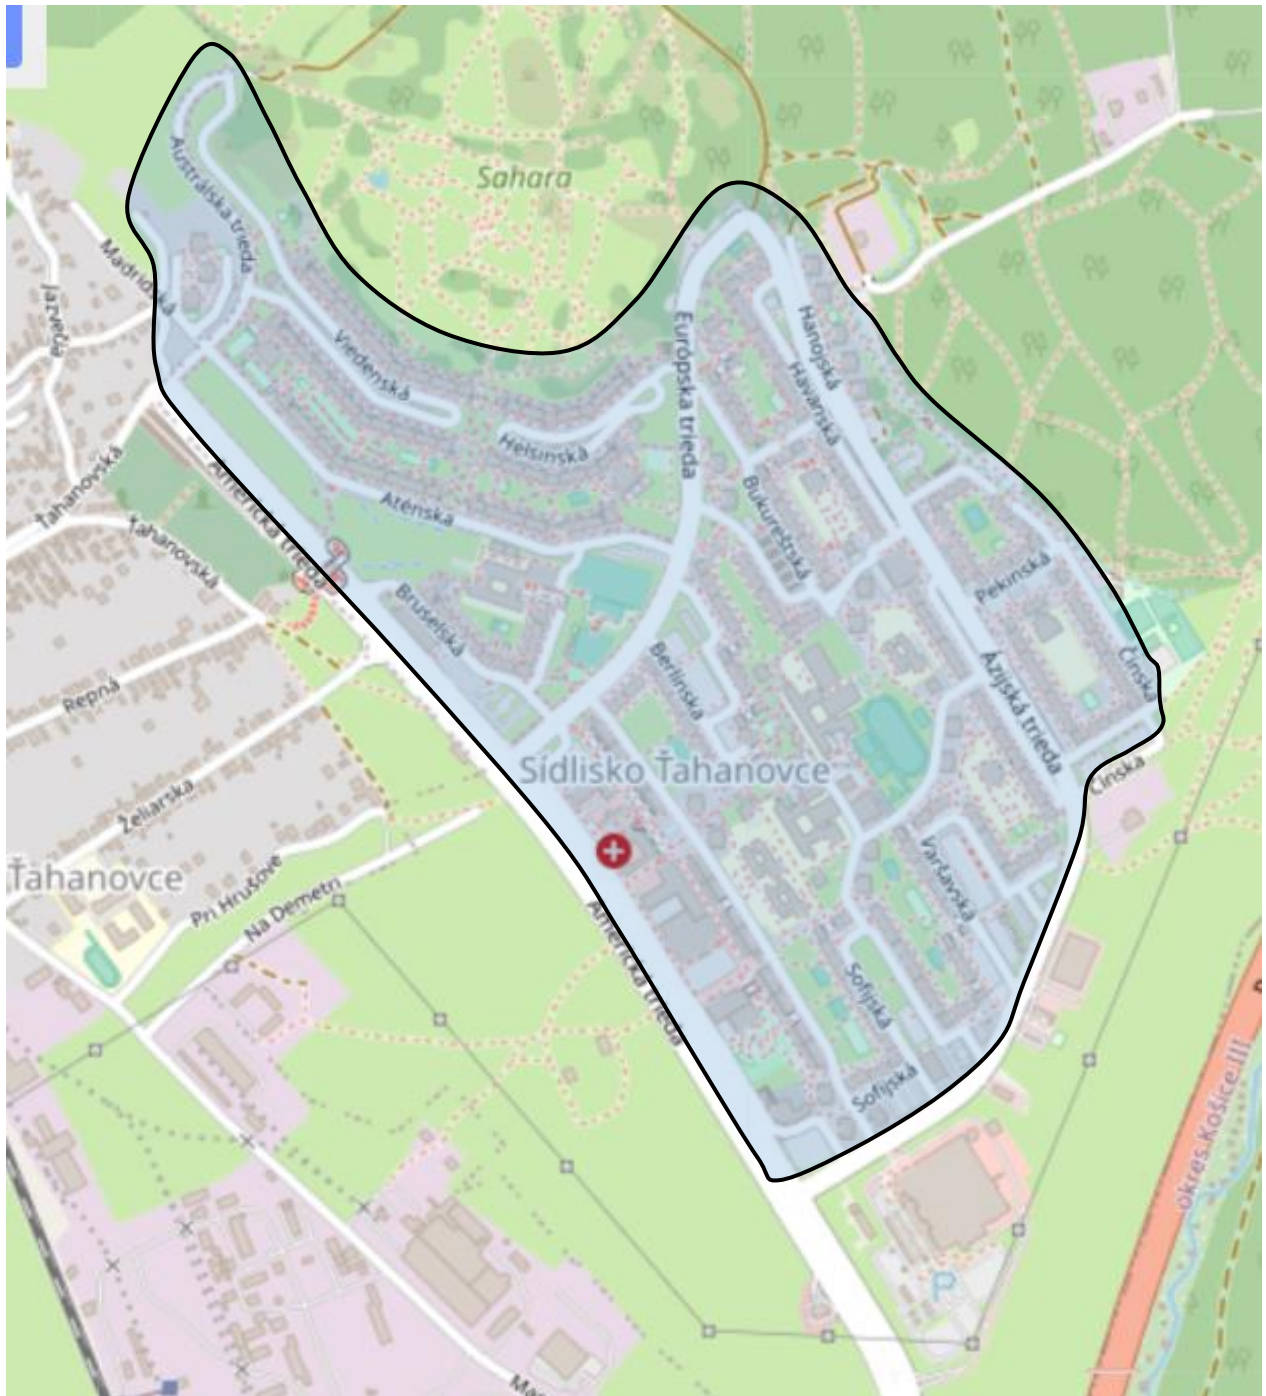 Sahara
Austrálska trieda
Madridská
Jazveče
Viedenská
Európska trieda
Hanojská
Havanská
Helsinská
Ťahanovská
Americká trieda
Aténska
Bukureštská
Ťahanovská
Pekinská
Bruselská
Berlínska
Ázijská trieda
Čínska
Repná
Sídlisko Ťahanovce
Čínska
Želiarska
Varšavská
Ťahanovce
Pri Hrušove
Na Demetri
Americká trieda
Sofijská
Sofijská
okres Košice III
P